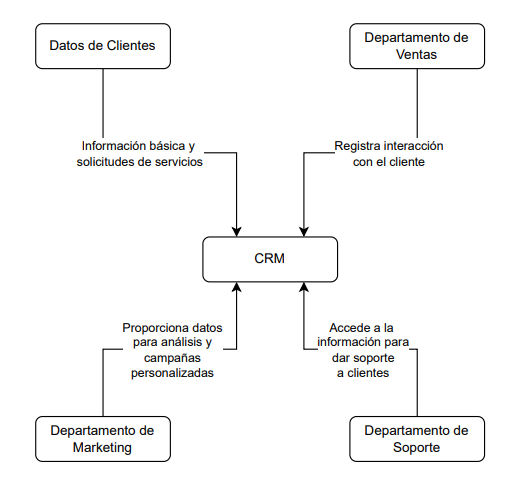 Datos de Clientes
Departamento de
Ventas
Información básica y
solicitudes de servicios
Registra interacción
con el cliente
CRM
Proporciona datos
para análisis y
campañas
personalizadas
Accede a la
información para
dar soporte
a clientes
Departamento de
Marketing
Departamento de
Soporte